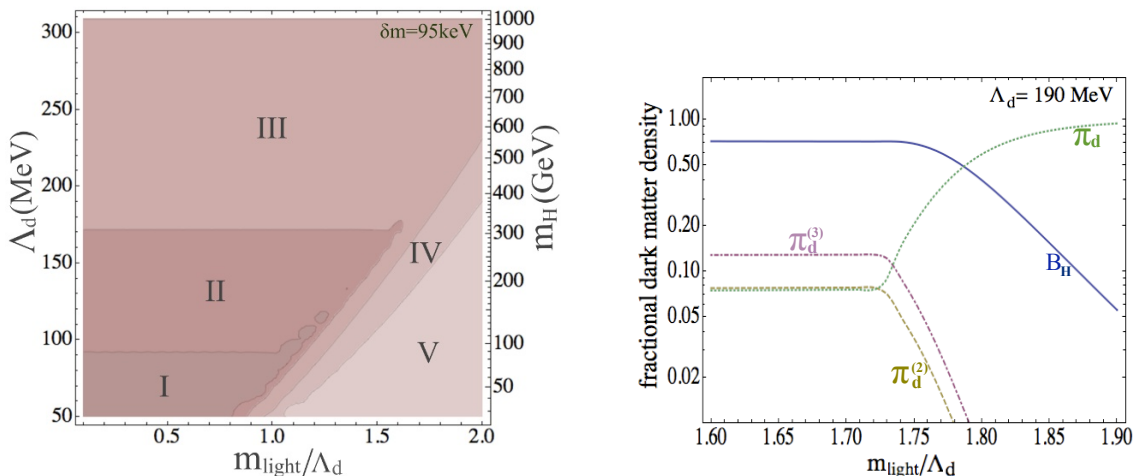 δm=95keV
300
250
200
150
100
50
Λd(MeV)
1000
900
800
700
600
500
400
300
200
100
50
mH(GeV)
III
IV
II
V
I
0.5
1.0
1.5
2.0
mlight/Λd
Λd= 190 MeV
1.00
0.50
0.20
0.10
0.05
0.02
fractional dark matter density
πd
πd(3)
BH
πd(2)
1.60
1.65
1.70
1.75
1.80
1.85
1.90
mlight/Λd